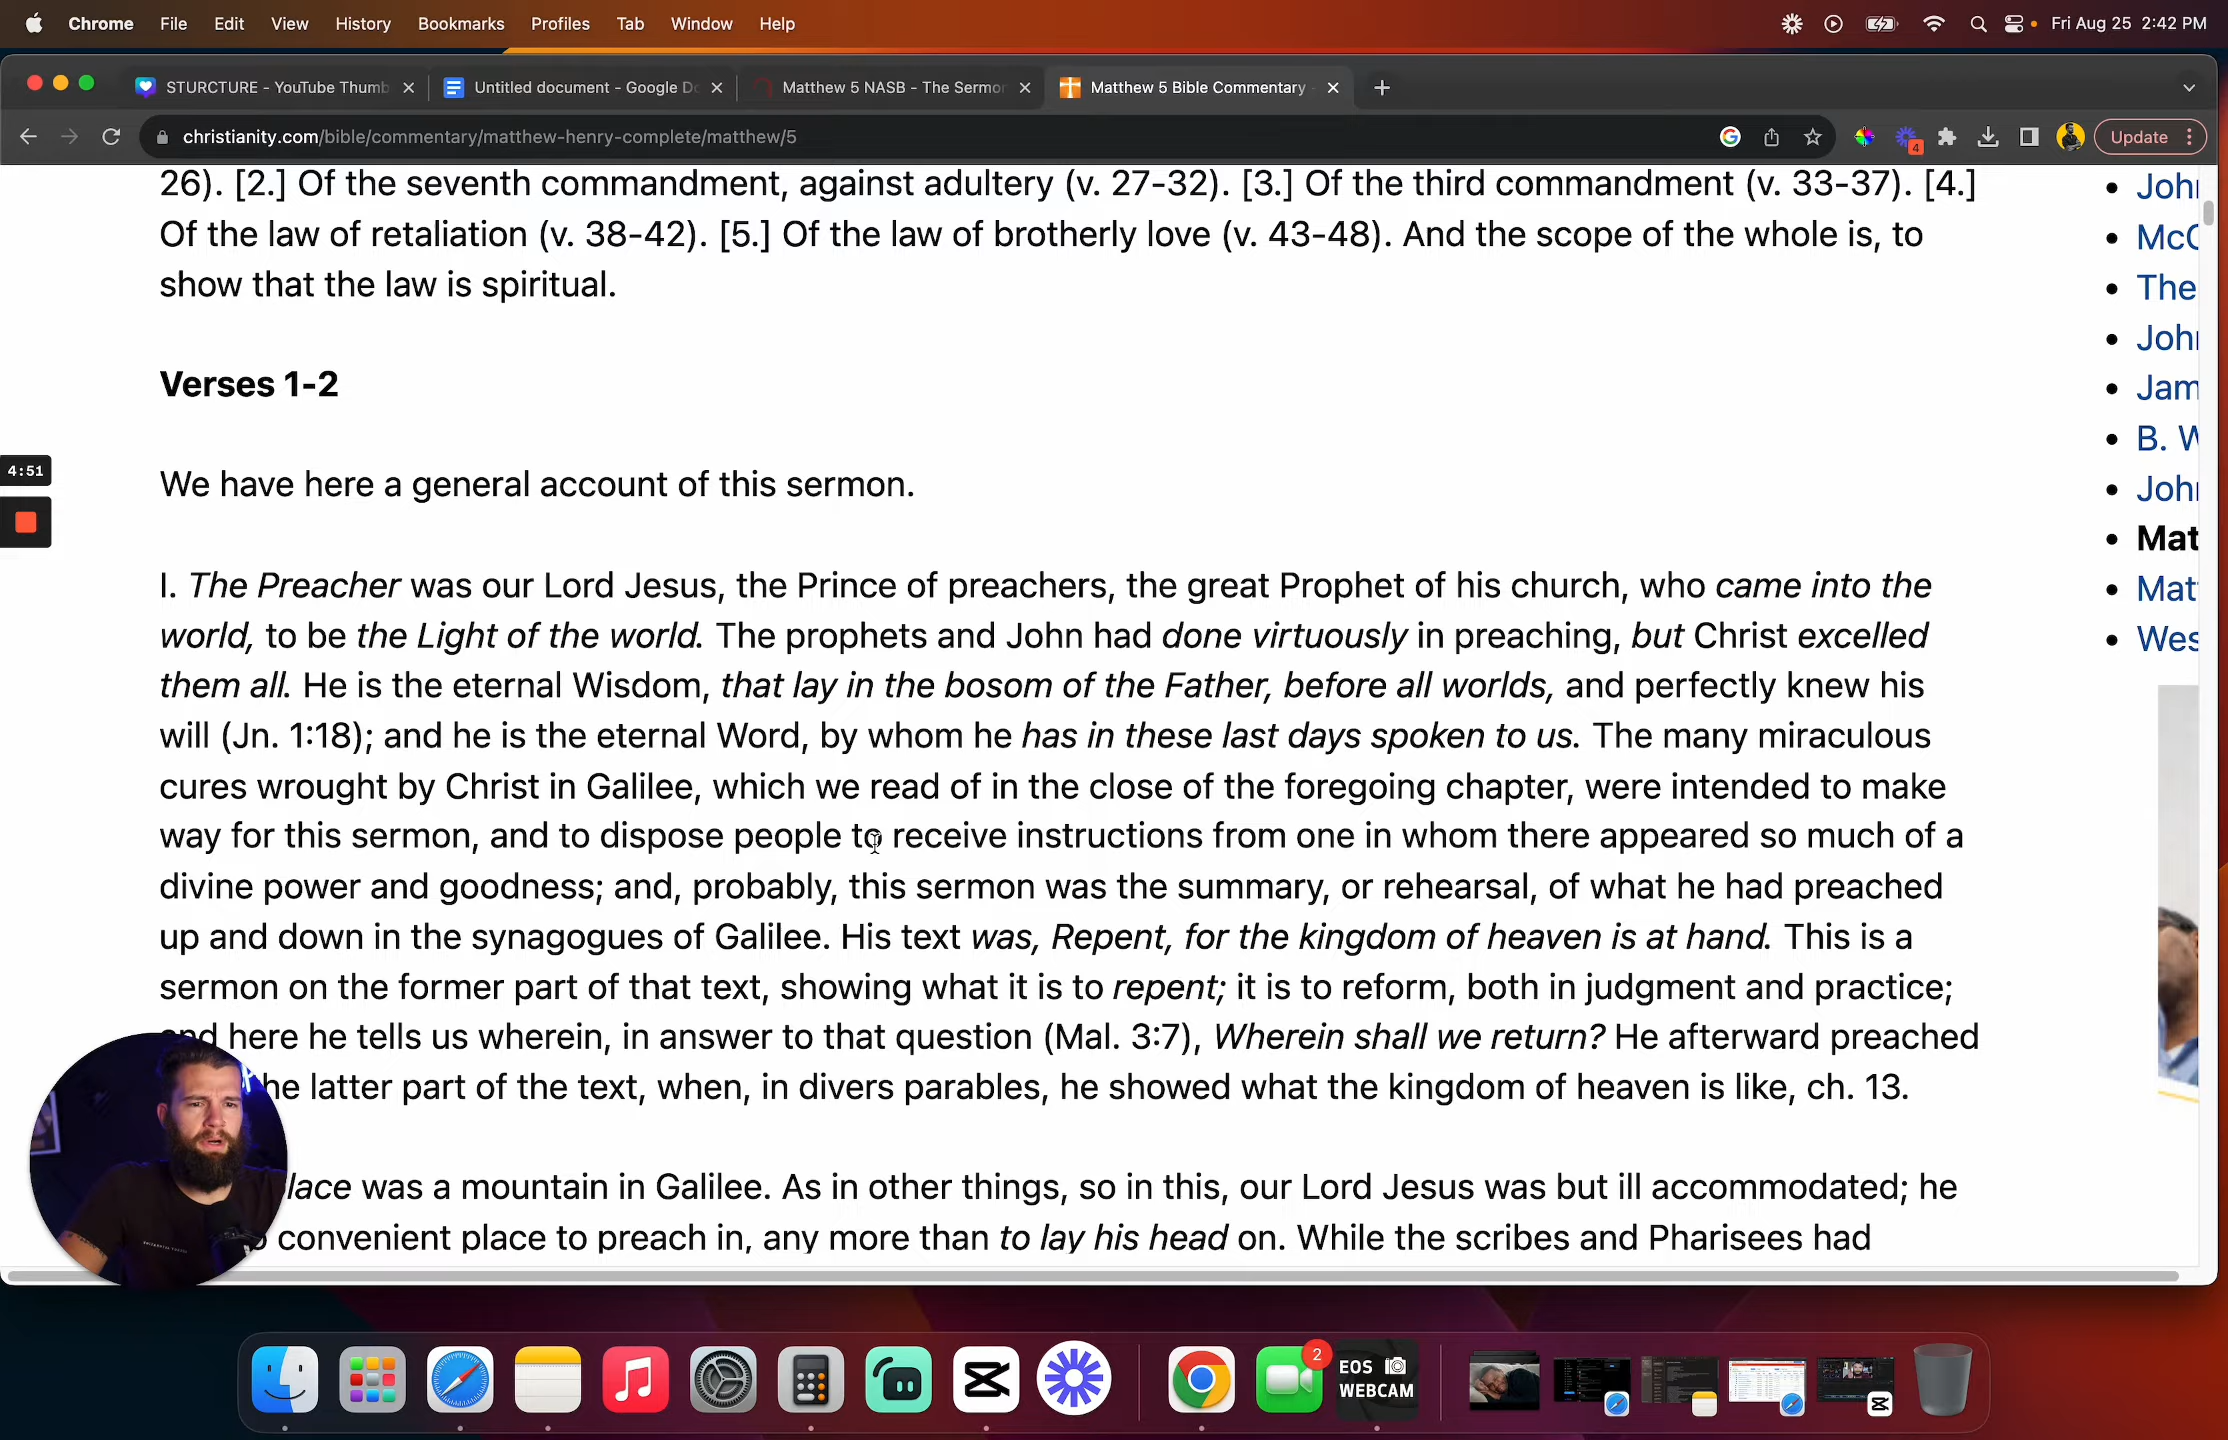 Chrome File Edit View History Bookmarks Profiles Tab Window Help Fri Aug 25 2:42 PM
STURCTURE - YouTube Thumb Untitled document - Google Do Matthew 5 NASB - The Sermon Matthew 5 Bible Commentary
christianity.com/bible/commentary/matthew-henry-complete/matthew/5 4 Update
26). [2.] Of the seventh commandment, against adultery (v. 27-32). [3.] Of the third commandment (v. 33-37). [4.]
Of the law of retaliation (v. 38-42). [5.] Of the law of brotherly love (v. 43-48). And the scope of the whole is, to
show that the law is spiritual.
Verses 1-2
4:51
We have here a general account of this sermon.
I. The Preacher was our Lord Jesus, the Prince of preachers, the great Prophet of his church, who came into the
world, to be the Light of the world. The prophets and John had done virtuously in preaching, but Christ excelled
them all. He is the eternal Wisdom, that lay in the bosom of the Father, before all worlds, and perfectly knew his
will (Jn. 1:18); and he is the eternal Word, by whom he has in these last days spoken to us. The many miraculous
cures wrought by Christ in Galilee, which we read of in the close of the foregoing chapter, were intended to make
way for this sermon, and to dispose people to receive instructions from one in whom there appeared so much of a
divine power and goodness; and, probably, this sermon was the summary, or rehearsal, of what he had preached
up and down in the synagogues of Galilee. His text was, Repent, for the kingdom of heaven is at hand. This is a
sermon on the former part of that text, showing what it is to repent; it is to reform, both in judgment and practice;
and here he tells us wherein, in answer to that question (Mal. 3:7), Wherein shall we return? He afterward preached
he latter part of the text, when, in divers parables, he showed what the kingdom of heaven is like, ch. 13.
lace was a mountain in Galilee. As in other things, so in this, our Lord Jesus was but ill accommodated; he
convenient place to preach in, any more than to lay his head on. While the scribes and Pharisees had
John
McC
The
John
Jam
B. W
John
Mat
Mat
Wes
2
EOS
WEBCAM